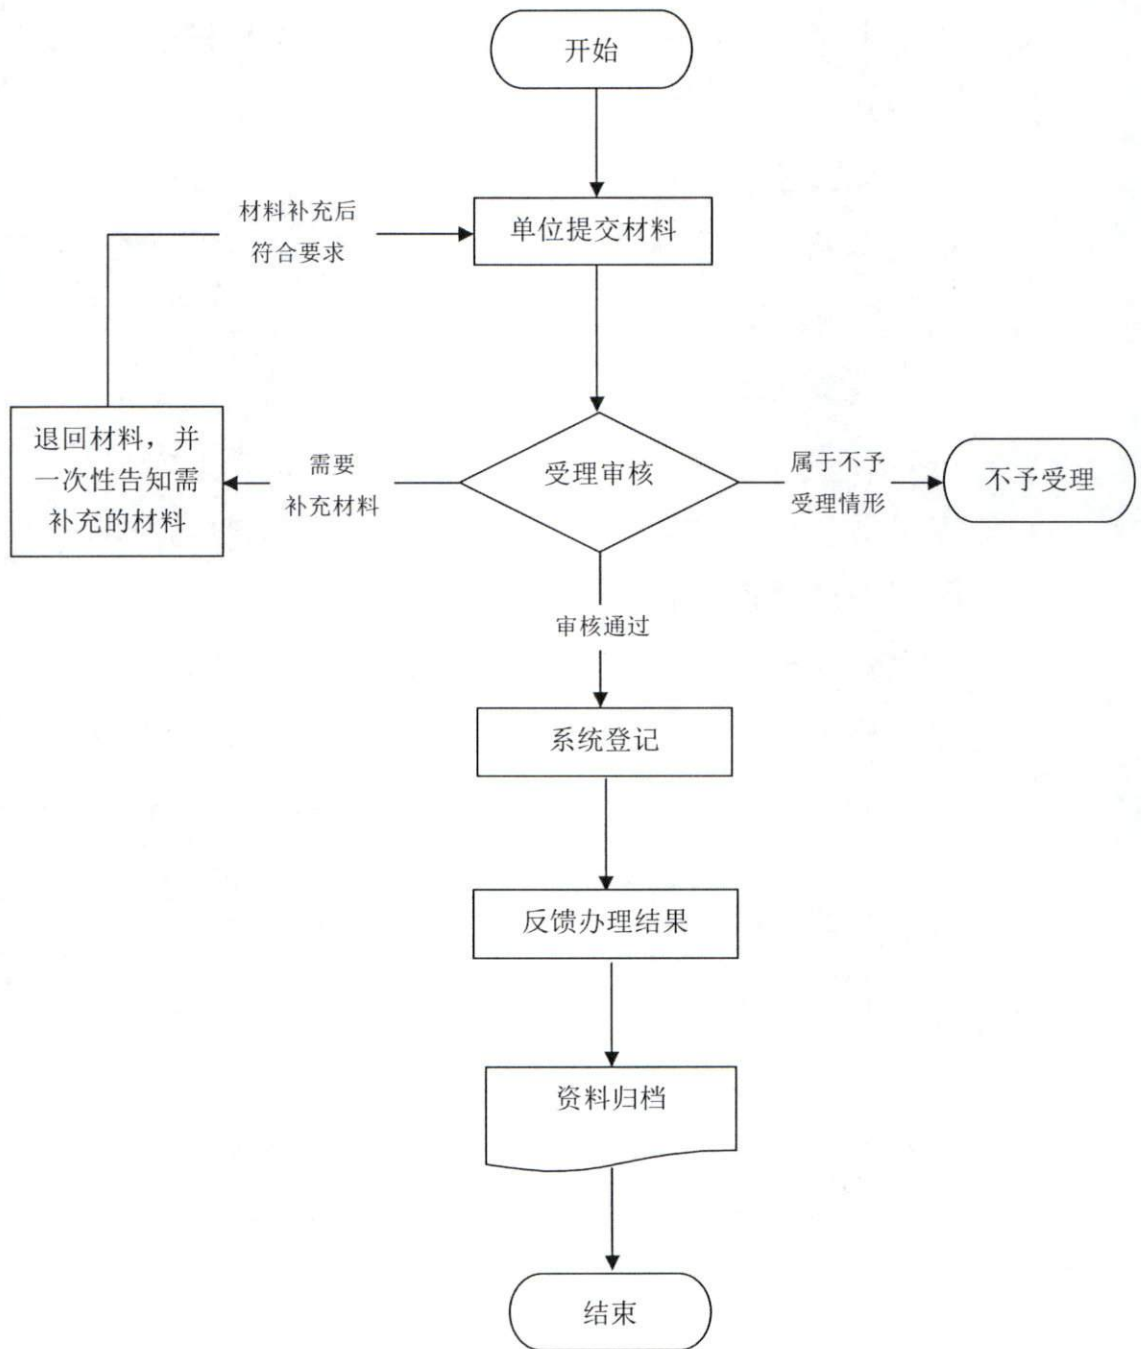 开始
材料补充后
符合要求
单位提交材料
退回材料，并
一次性告知需
补充的材料
需要
补充材料
受理审核
属于不予
受理情形
不予受理
审核通过
系统登记
反馈办理结果
资料归档
结束